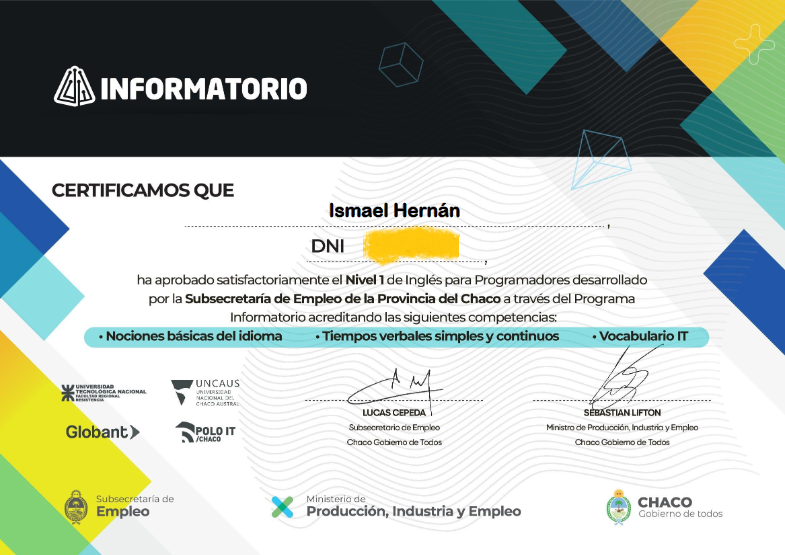 INFORMATORIO
CERTIFICAMOS QUE
Ismael Hernán
,
DNI
,
ha aprobado satisfactoriamente el Nivel 1 de Inglés para Programadores desarrollado
por la Subsecretaría de Empleo de la Provincia del Chaco a través del Programa
Informatorio acreditando las siguientes competencias:
• Nociones básicas del idioma • Tiempos verbales simples y continuos • Vocabulario IT
UNIVERSIDAD
TECNOLÓGICA NACIONAL
FACULTAD REGIONAL
RESISTENCIA
UNCAUS
UNIVERSIDAD
NACIONAL DEL
CHACO AUSTRAL
Globant
POLO IT
/CHACO
LUCAS CEPEDA
Subsecretario de Empleo
Chaco Gobierno de Todos
SEBASTIAN LIFTON
Ministro de Producción, Industria y Empleo
Chaco Gobierno de Todos
Subsecretaría de
Empleo
Ministerio de
Producción, Industria y Empleo
CHACO
Gobierno de todos